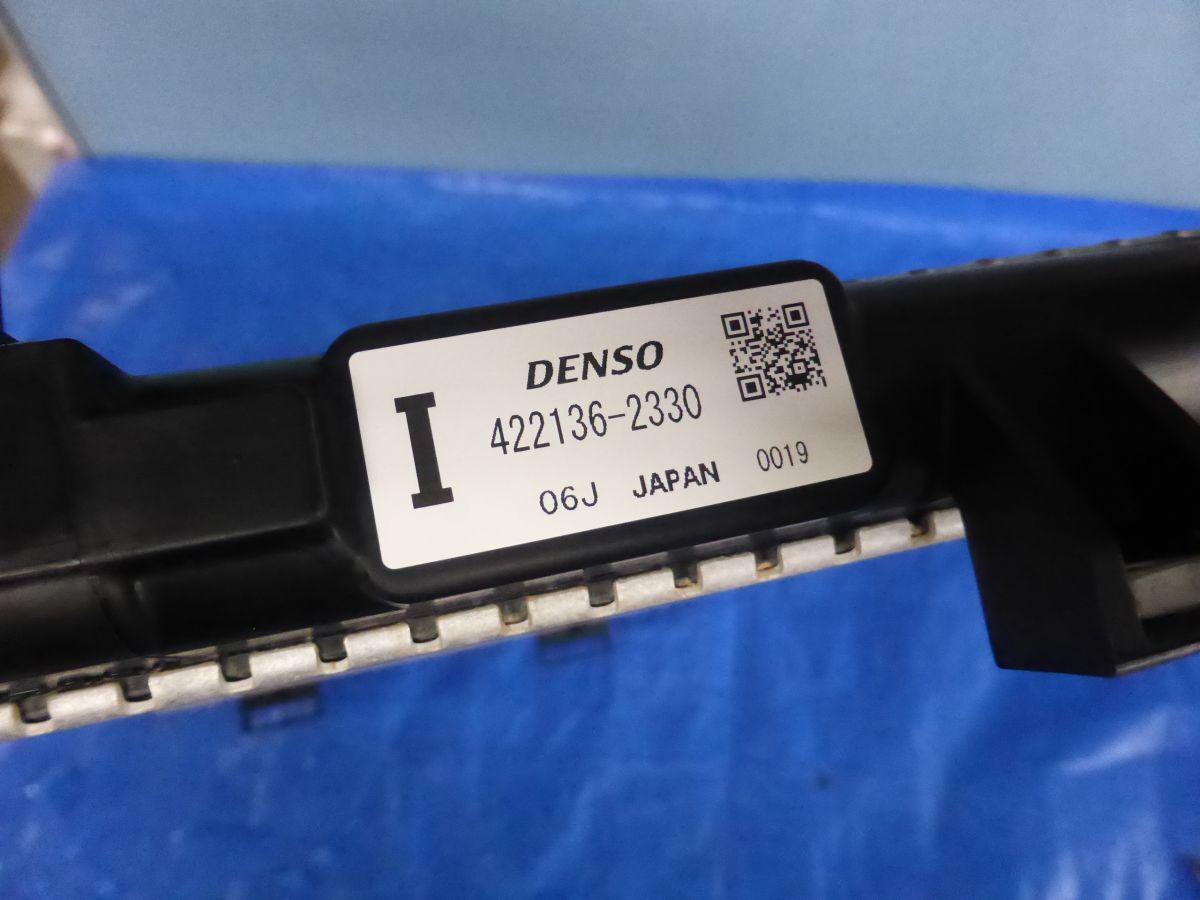 I
DENSO
422136-2330
06J JAPAN 0019